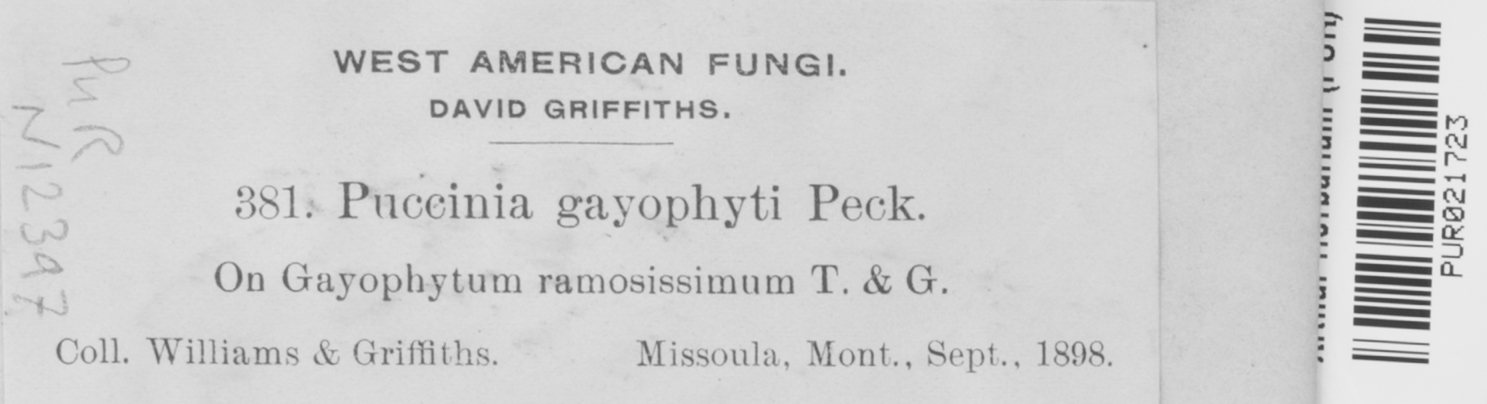 WEST AMERICAN FUNGI.
DAVID GRIFFITHS.
381. Puccinia gayophyti Peck.
On Gayophytum ramosissimum T. & G.
Coll. Williams & Griffiths. Missoula, Mont., Sept., 1898.
PUR
N12397
PUR021723